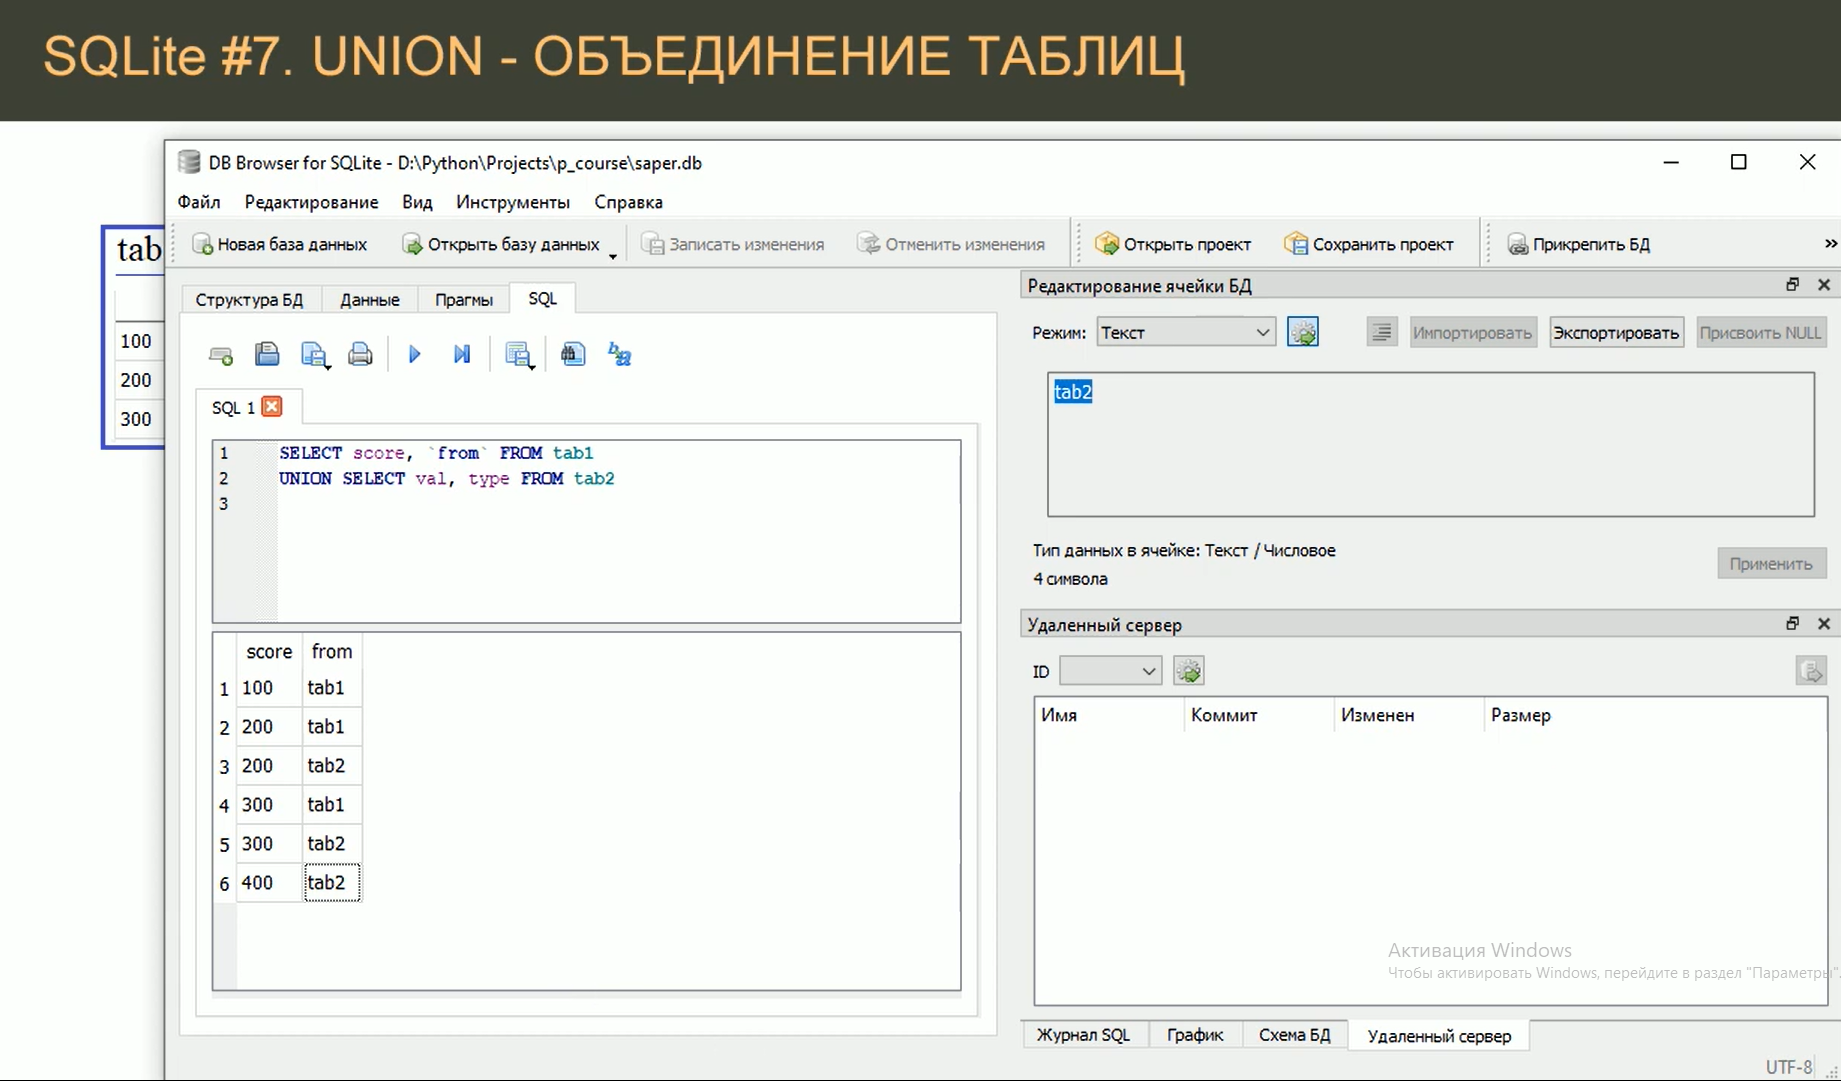 SQLite #7. UNION - ОБЪЕДИНЕНИЕ ТАБЛИЦ
DB Browser for SQLite - D:\Python\Projects\p_course\saper.db
Файл Редактирование Вид Инструменты Справка
Новая база данных Открыть базу данных Записать изменения Отменить изменения Открыть проект Сохранить проект Прикрепить БД »
tab
100
200
300
Структура БД Данные Прагмы SQL
SQL 1
1 SELECT score, `from` FROM tab1
2 UNION SELECT val, type FROM tab2
3
score from
1 100 tab1
2 200 tab1
3 200 tab2
4 300 tab1
5 300 tab2
6 400 tab2
Редактирование ячейки БД
Режим: Текст Импортировать Экспортировать Присвоить NULL
tab2
Тип данных в ячейке: Текст / Числовое
4 символа
Применить
Удаленный сервер
ID
Имя Коммит Изменен Размер
Активация Windows
Чтобы активировать Windows, перейдите в раздел "Параметры".
Журнал SQL График Схема БД Удаленный сервер
UTF-8